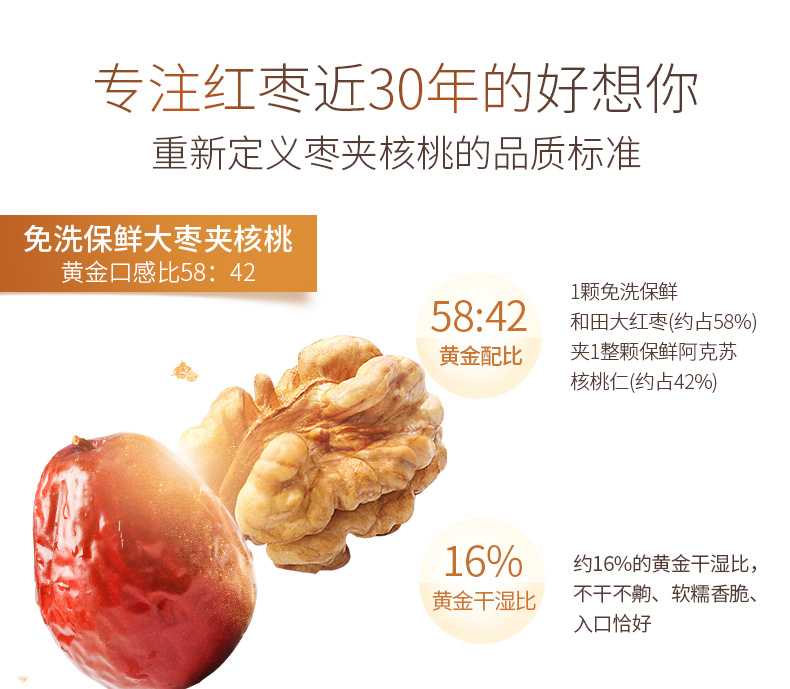 专注红枣近30年的好想你
重新定义枣夹核桃的品质标准
免洗保鲜大枣夹核桃
黄金口感比58：42
58:42
黄金配比
1颗免洗保鲜
和田大红枣(约占58%)
夹1整颗保鲜阿克苏
核桃仁(约占42%)
16%
黄金干湿比
约16%的黄金干湿比，
不干不齁、软糯香脆、
入口恰好